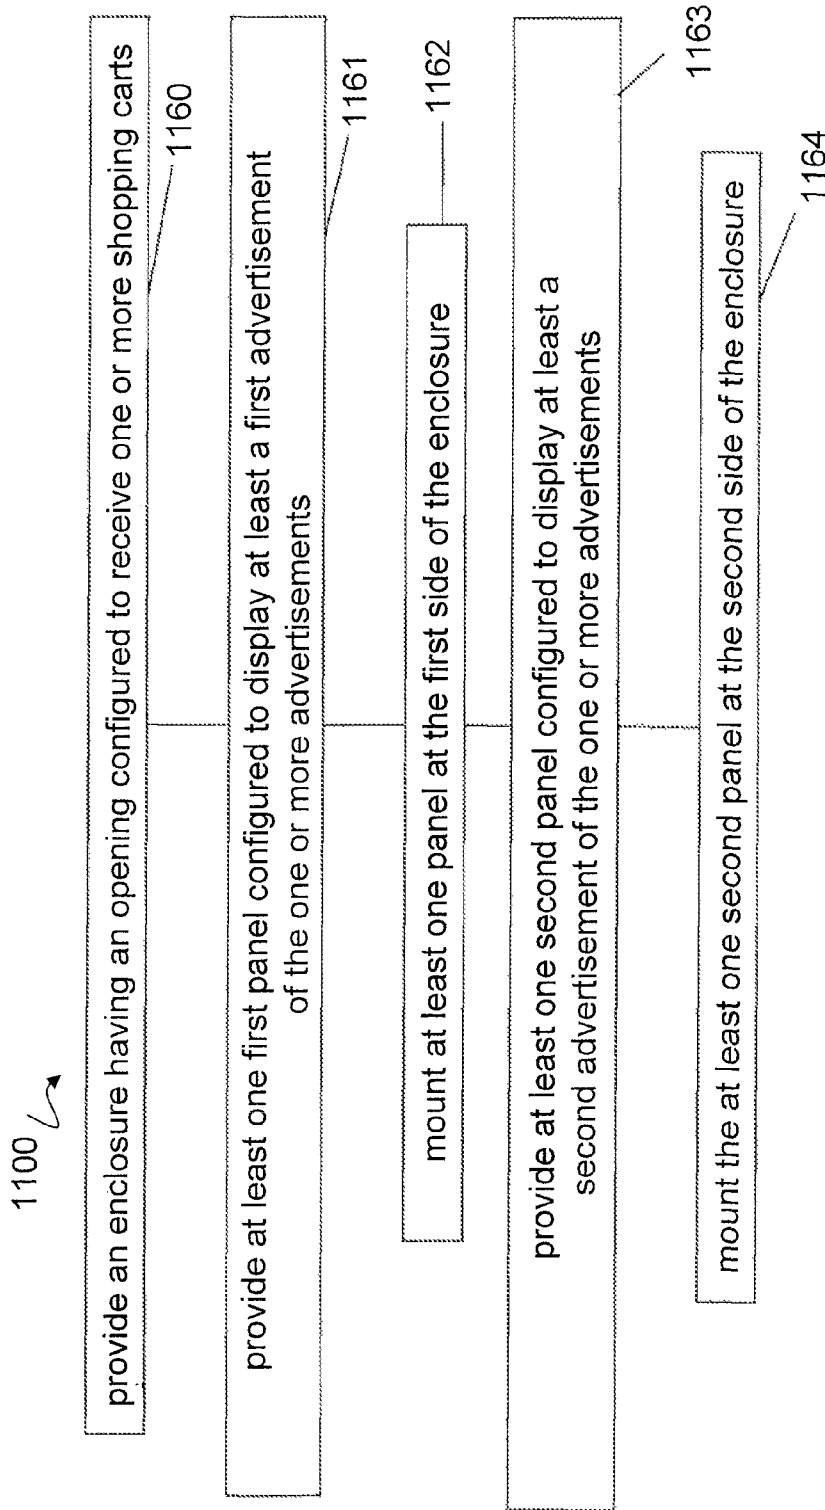 1100
provide an enclosure having an opening configured to receive one or more shopping carts
1160
provide at least one first panel configured to display at least a first advertisement
of the one or more advertisements
1161
mount at least one panel at the first side of the enclosure
1162
provide at least one second panel configured to display at least a
second advertisement of the one or more advertisements
1163
mount the at least one second panel at the second side of the enclosure
1164